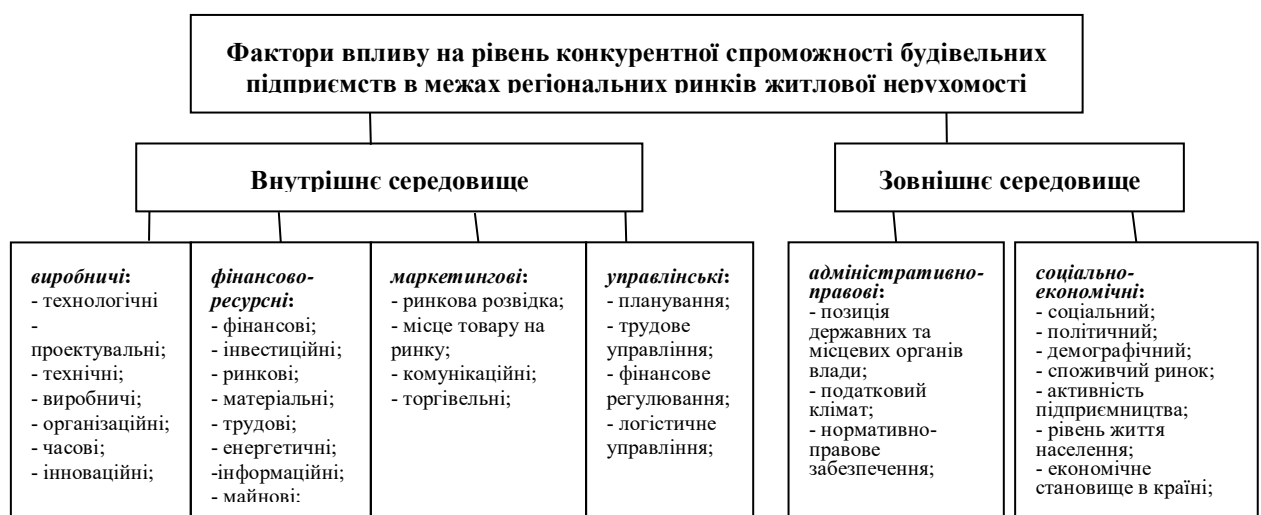 Фактори впливу на рівень конкурентної спроможності будівельних
підприємств в межах регіональних ринків житлової нерухомості
Внутрішнє середовище
Зовнішнє середовище
виробничі:
- технологічні
-
проектувальні;
- технічні;
- виробничі;
- організаційні;
- часові;
- інноваційні;
фінансово-
ресурсні:
- фінансові;
- інвестиційні;
- ринкові;
- матеріальні;
- трудові;
- енергетичні;
-інформаційні;
- майнові;
маркетингові:
- ринкова розвідка;
- місце товару на
ринку;
- комунікаційні;
- торгівельні;
управлінські:
- планування;
- трудове
управління;
- фінансове
регулювання;
- логістичне
управління;
адміністративно-
правові:
- позиція
державних та
місцевих органів
влади;
- податковий
клімат;
- нормативно-
правове
забезпечення;
соціально-
економічні:
- соціальний;
- політичний;
- демографічний;
- споживчий ринок;
- активність
підприємництва;
- рівень життя
населення;
- економічне
становище в країні;